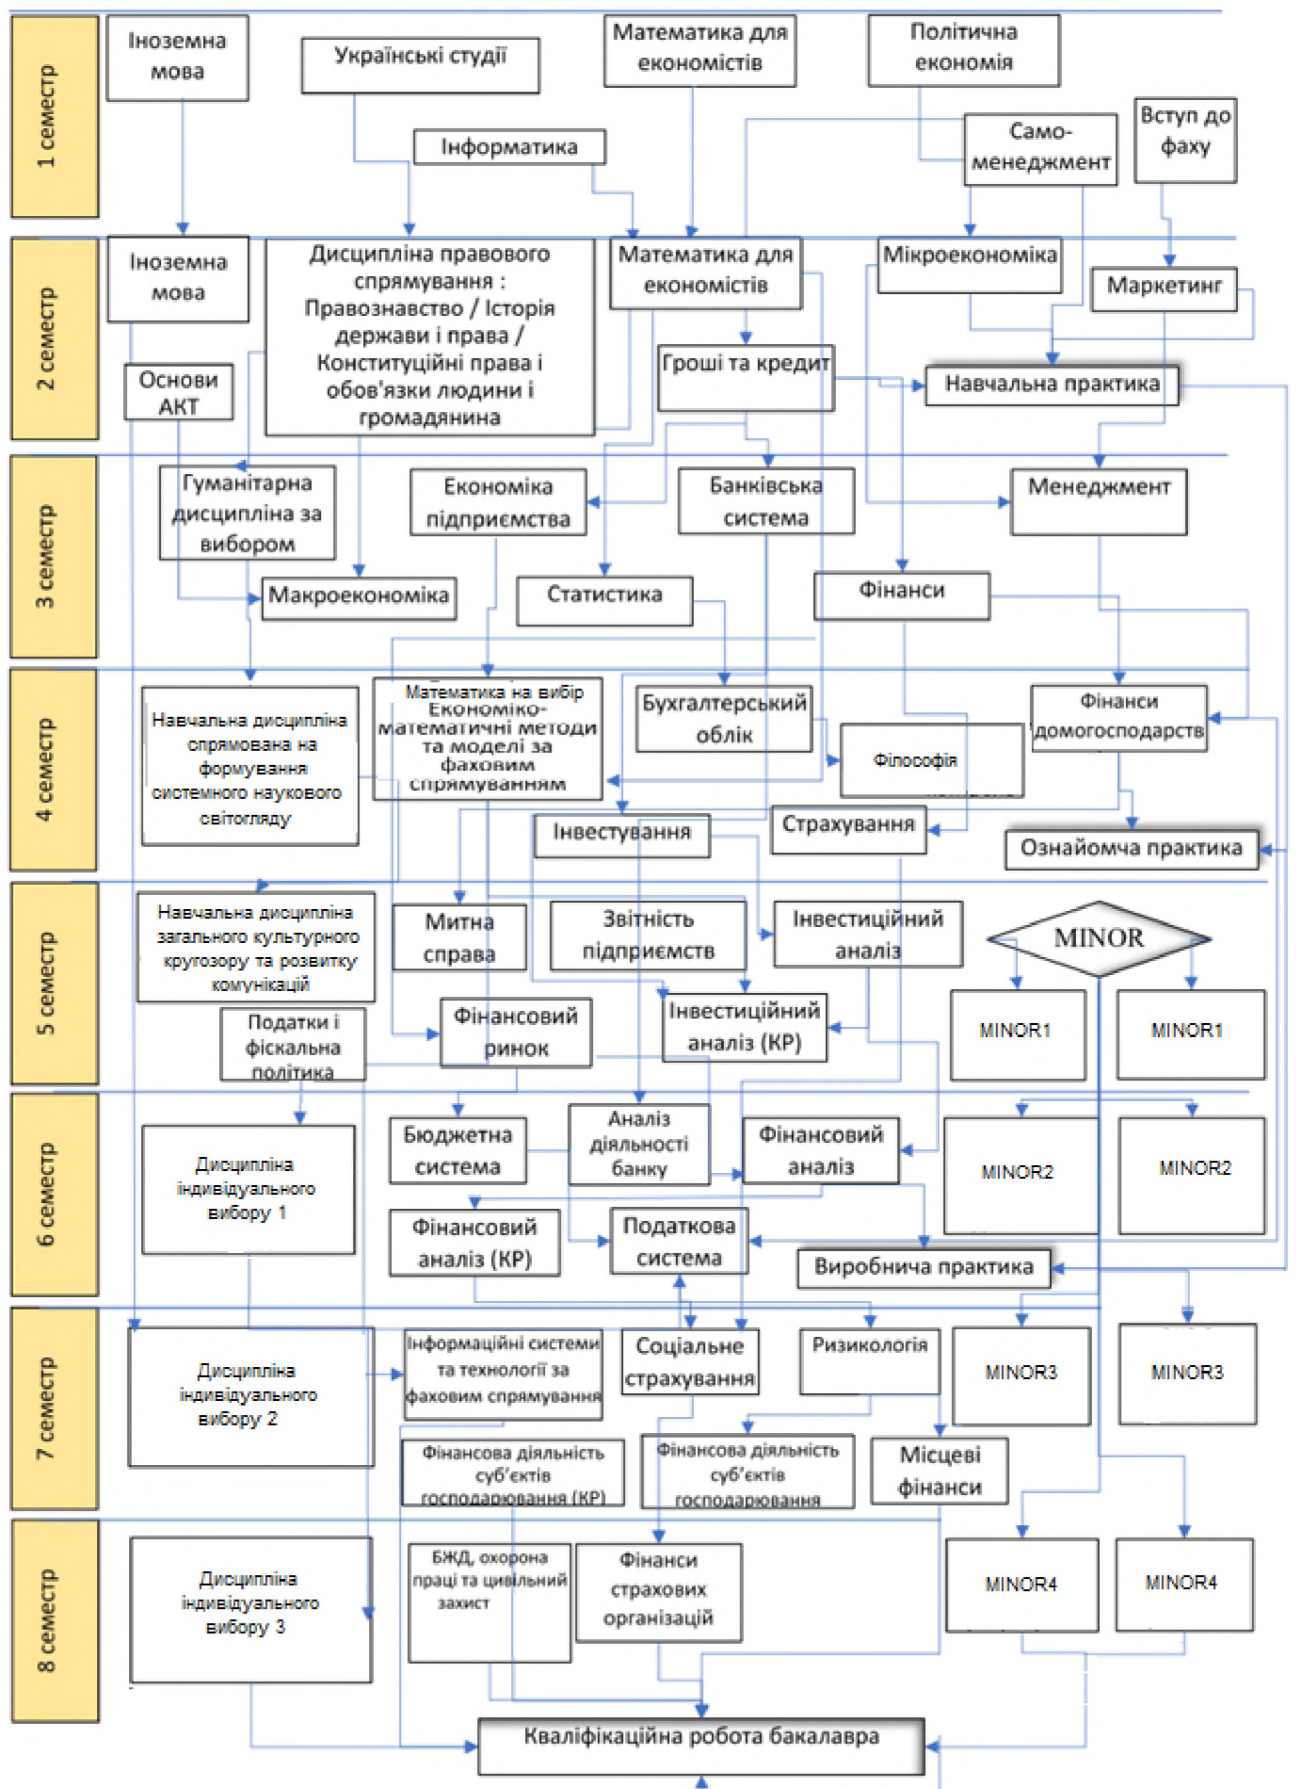 1 семестр
Іноземна
мова
Українські студії
Математика для
економістів
Політична
економія
Інформатика
Само-
менеджмент
Вступ до
фаху
2 семестр
Іноземна
мова
Дисципліна правового
спрямування :
Правознавство / Історія
держави і права /
Конституційні права і
обов'язки людини і
громадянина
Математика для
економістів
Мікроекономіка
Маркетинг
Основи
АКТ
Гроші та кредит
Навчальна практика
3 семестр
Гуманітарна
дисципліна за
вибором
Економіка
підприємства
Банківська
система
Менеджмент
Макроекономіка
Статистика
Фінанси
4 семестр
Навчальна дисципліна
спрямована на
формування
системного наукового
світогляду
Математика на вибір
Економіко-
математичні методи
та моделі за
фаховим
спрямуванням
Бухгалтерський
облік
Філософія
Фінанси
домогосподарств
Інвестування
Страхування
Ознайомча практика
5 семестр
Навчальна дисципліна
загального культурного
кругозору та розвитку
комунікацій
Митна
справа
Звітність
підприємств
Інвестиційний
аналіз
MINOR
Податки і
фіскальна
політика
Фінансовий
ринок
Інвестиційний
аналіз (КР)
MINOR1
MINOR1
6 семестр
Дисципліна
індивідуального
вибору 1
Бюджетна
система
Аналіз
діяльності
банку
Фінансовий
аналіз
MINOR2
MINOR2
Фінансовий
аналіз (КР)
Податкова
система
Виробнича практика
7 семестр
Дисципліна
індивідуального
вибору 2
Інформаційні системи
та технології за
фаховим спрямування
Соціальне
страхування
Ризикологія
MINOR3
MINOR3
Фінансова діяльність
суб’єктів
господарювання (КР)
Фінансова діяльність
суб’єктів
господарювання
Місцеві
фінанси
8 семестр
Дисципліна
індивідуального
вибору 3
БЖД, охорона
праці та цивільний
захист
Фінанси
страхових
організацій
MINOR4
MINOR4
Кваліфікаційна робота бакалавра